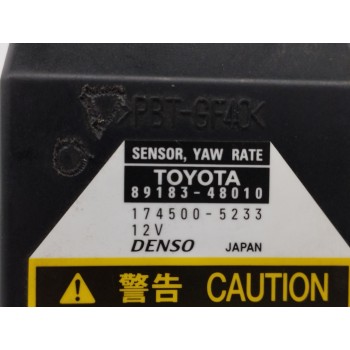 >PBT-GF40<
SENSOR, YAW RATE
TOYOTA
89183-48010
174500-5233
12V
DENSO JAPAN
警告 CAUTION